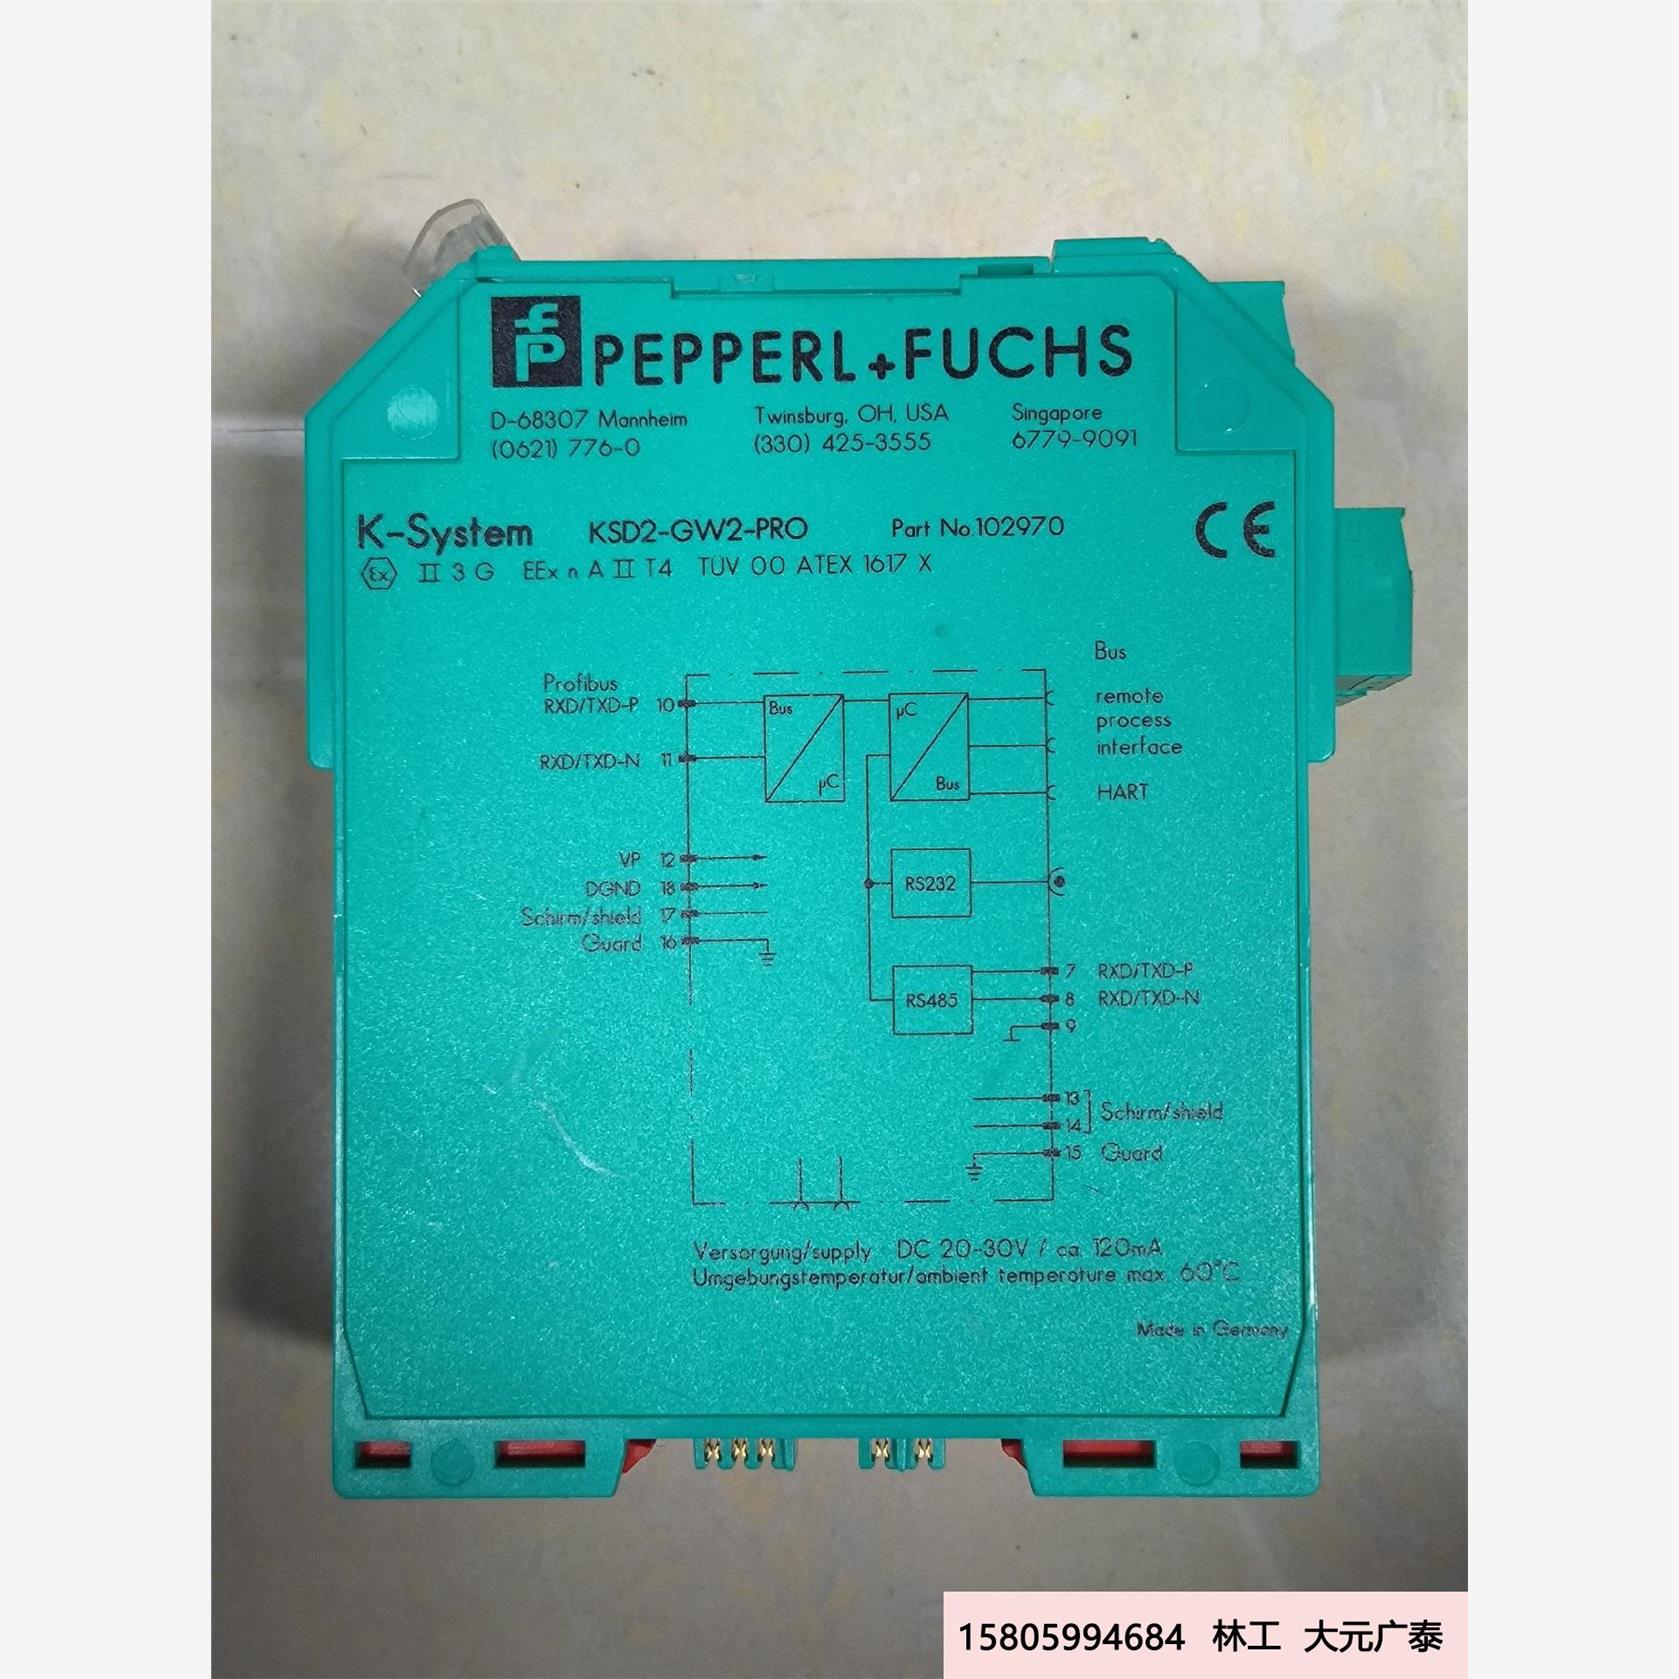 fP PEPPERL+FUCHS
D-68307 Mannheim Twinsburg, OH, USA Singapore
(0621) 776-0 (330) 425-3555 6779-9091
K-System KSD2-GW2-PRO Part No.102970 CE
Ex II 3 G EEx n A II T4 TUV 00 ATEX 1617 X
Bus
Profibus
RXD/TXD-P 10 Bus µC remote
process
RXD/TXD-N 11 µC Bus interface
HART
VP 12
DGND 18 RS232
Schirm/shield 17
Guard 16
7 RXD/TXD-P
RS485 8 RXD/TXD-N
9
13
14 Schirm/shield
15 Guard
Versorgung/supply DC 20-30V / ca. 120mA
Umgebungstemperatur/ambient temperature max. 60°C
Made in Germany
15805994684 林工 大元广泰